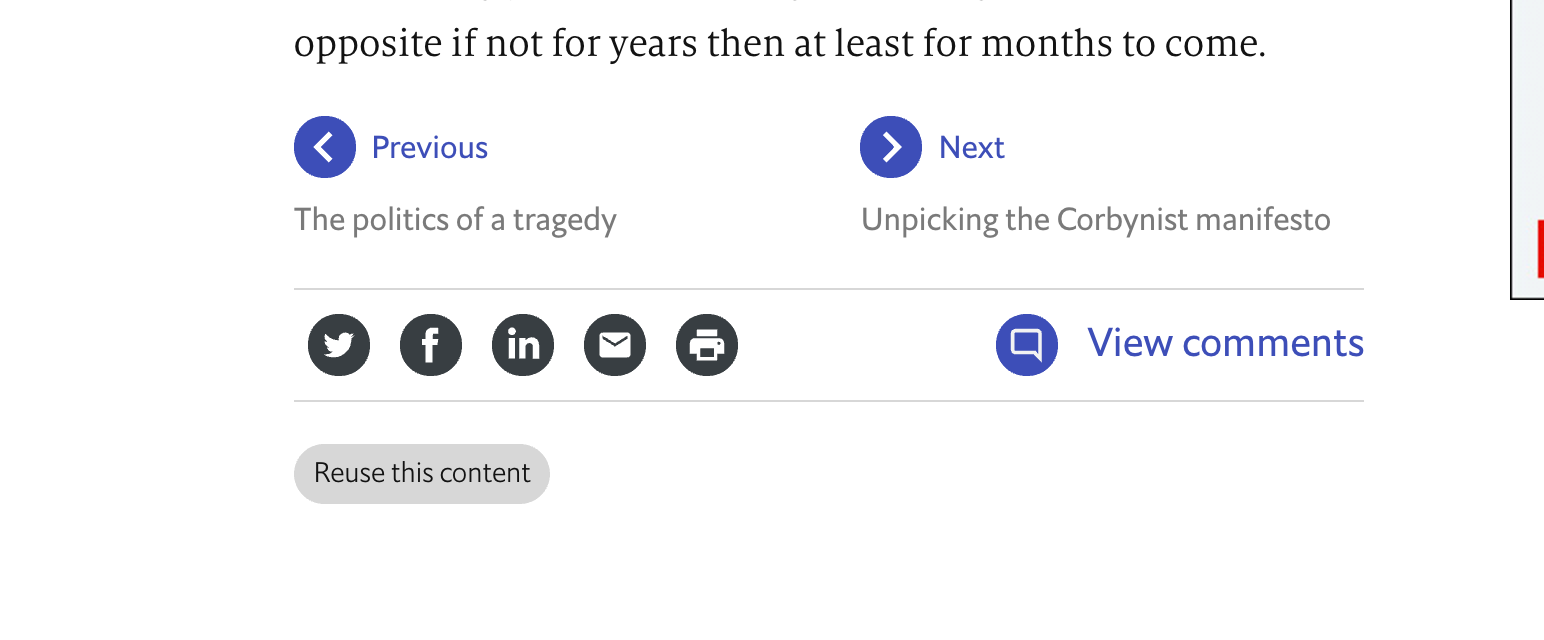 opposite if not for years then at least for months to come.
Previous
Next
The politics of a tragedy
Unpicking the Corbynist manifesto
View comments
Reuse this content